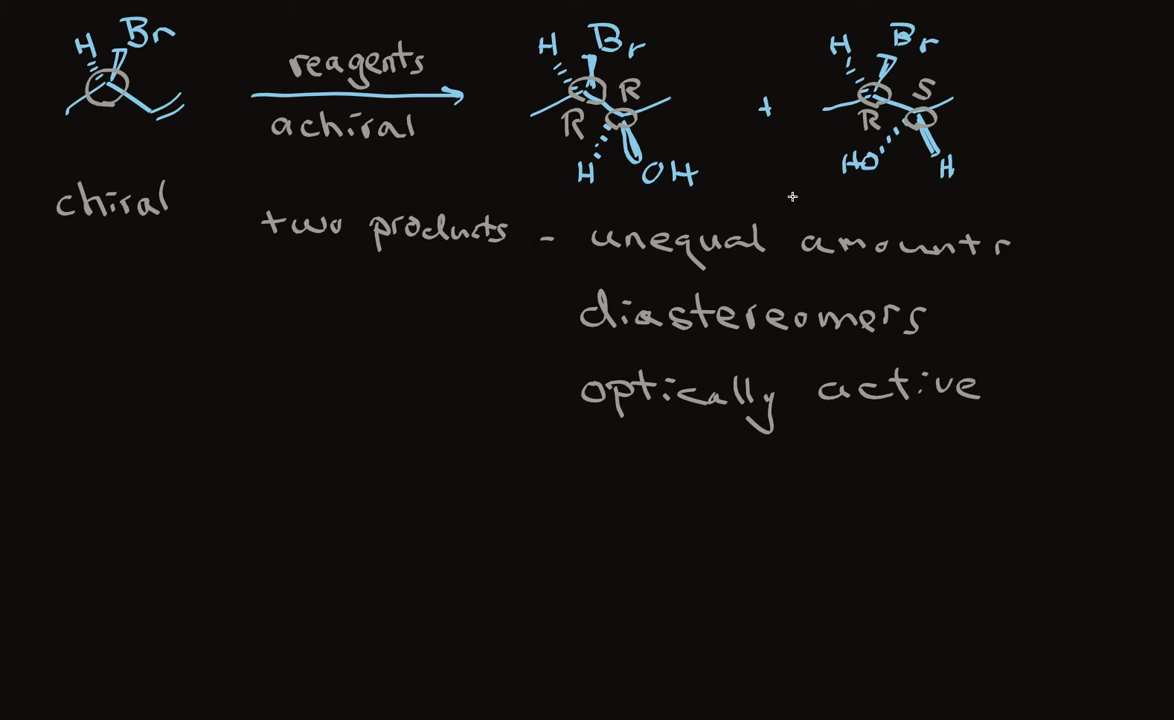 H Br
reagents
achiral
H Br
R
R
H OH
+
H Br
S
R
HO H
chiral
two products - unequal amounts
diastereomers
optically active